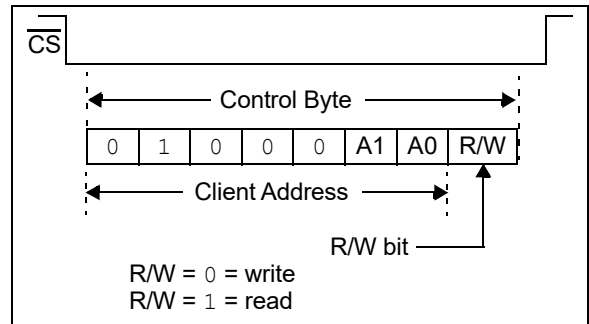 CS
Control Byte
0 1 0 0 0 A1 A0 R/W
Client Address
R/W bit
R/W = 0 = write
R/W = 1 = read